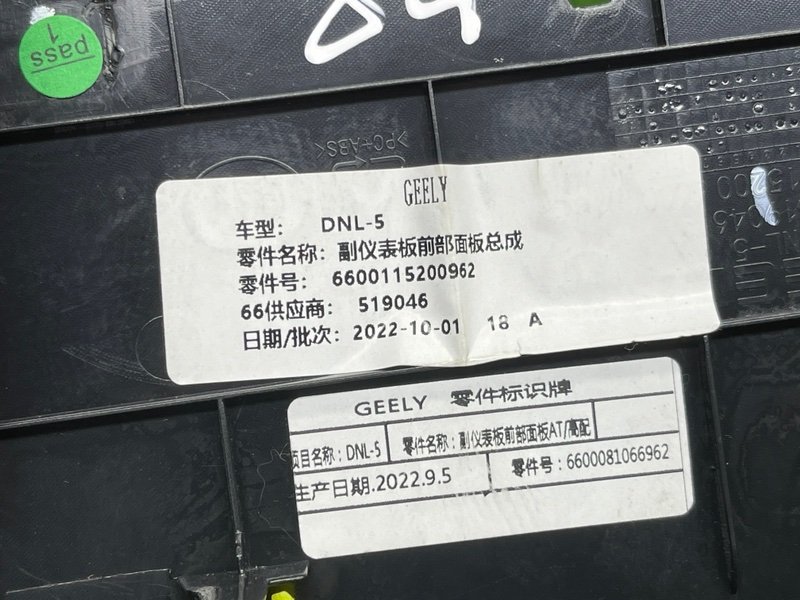 pass
1
04
>PC+ABS<
GEELY
车型: DNL-5
零件名称: 副仪表板前部面板总成
零件号: 6600115200962
66供应商: 519046
日期/批次: 2022-10-01 18 A
GEELY 零件标识牌
项目名称:DNL-5 零件名称:副仪表板前部面板AT/高配
生产日期.2022.9.5 零件号:6600081066962